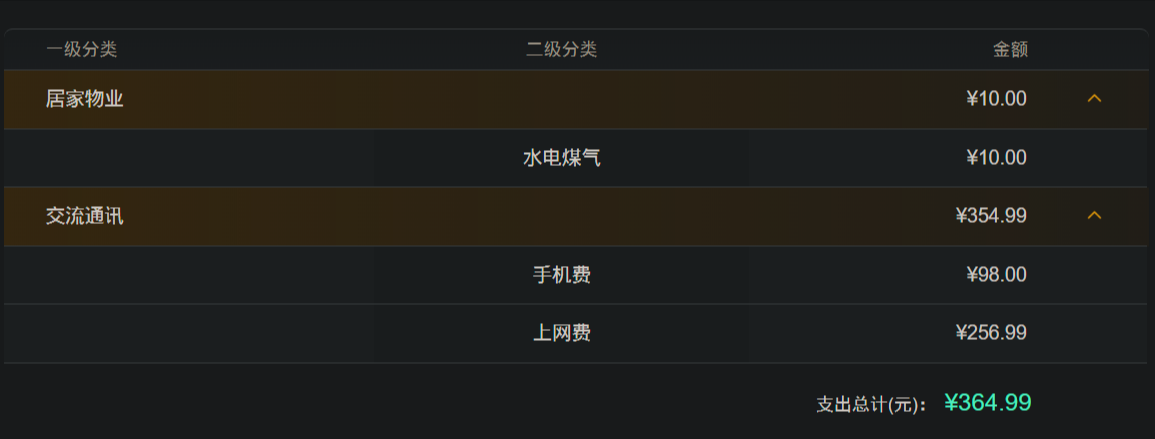 一级分类 二级分类 金额
居家物业 ¥10.00
水电煤气 ¥10.00
交流通讯 ¥354.99
手机费 ¥98.00
上网费 ¥256.99
支出总计(元)： ¥364.99